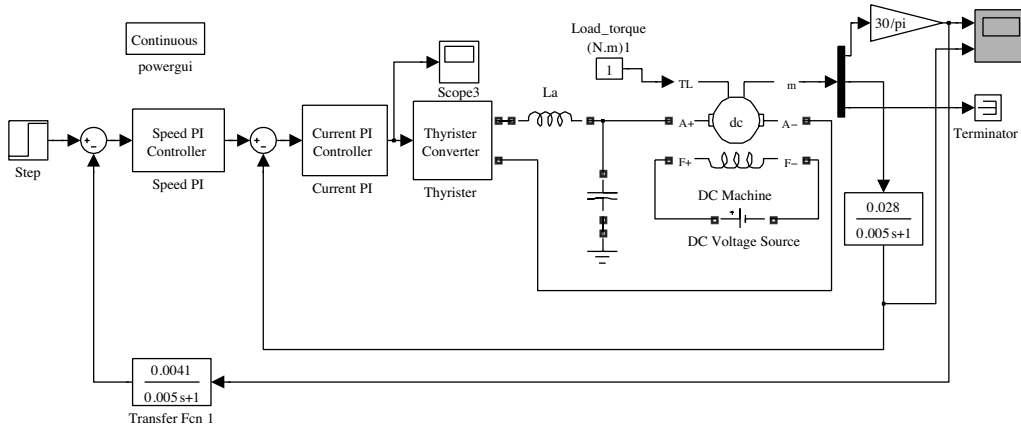 Continuous
powergui
Step
+
−
Speed PI
Controller
Speed PI
+
−
Current PI
Controller
Current PI
Scope3
Thyrister
Converter
Thyrister
La
Load_torque
(N.m)1
1
TL
m
A+
dc
A−
F+
F−
DC Machine
+
DC Voltage Source
30/pi
Terminator
0.028
0.005s+1
0.0041
0.005s+1
Transfer Fcn 1